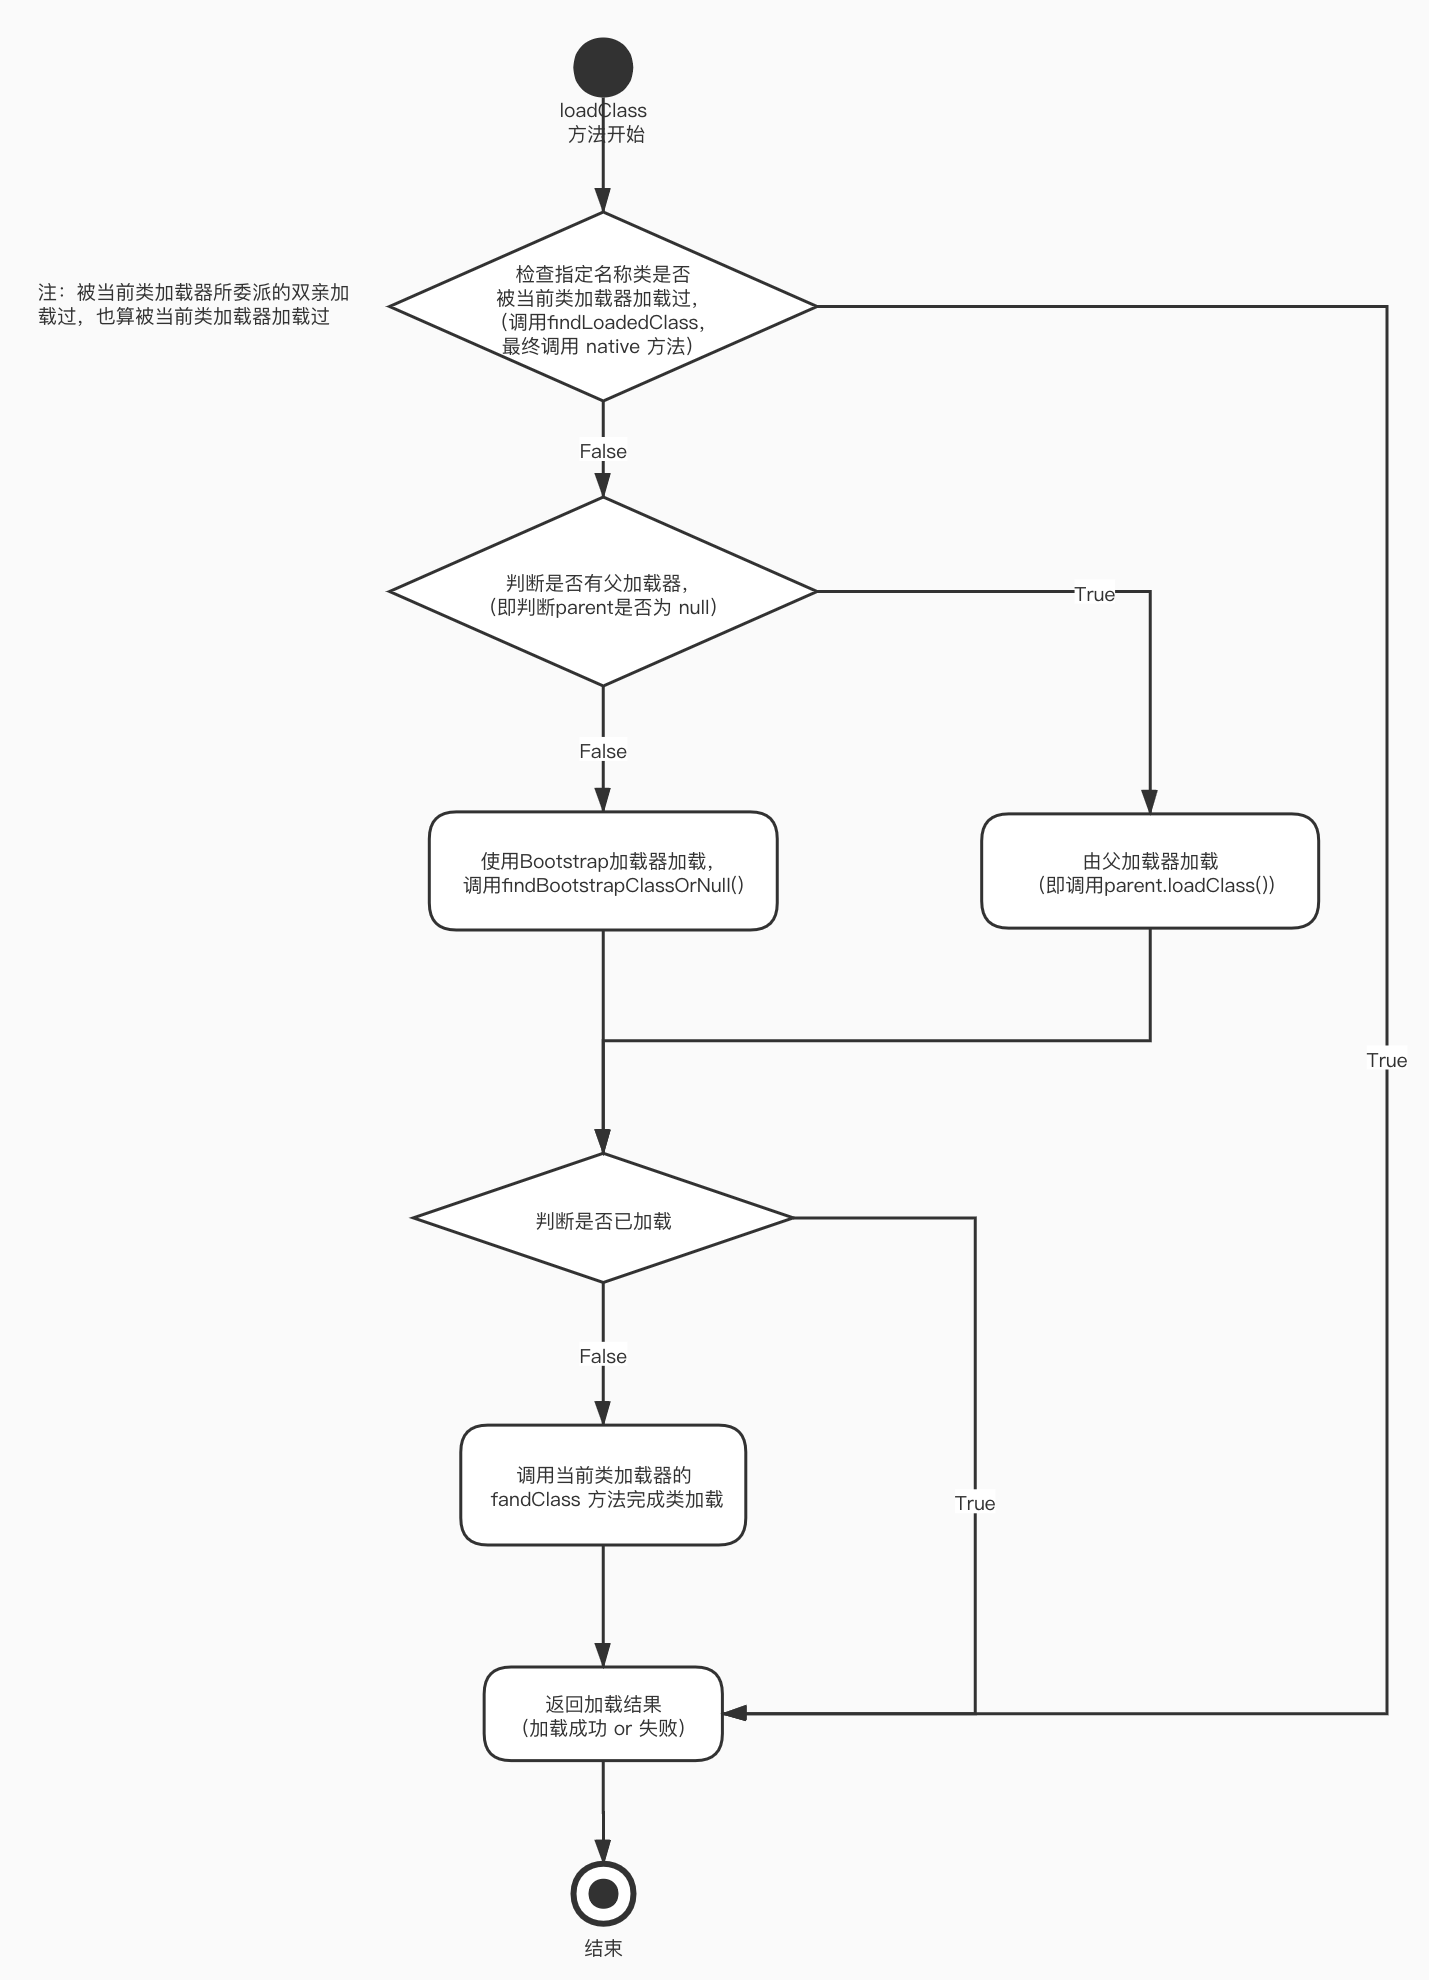 loadClass
方法开始
注：被当前类加载器所委派的双亲加
载过，也算被当前类加载器加载过
检查指定名称类是否
被当前类加载器加载过，
（调用findLoadedClass，
最终调用 native 方法）
False
判断是否有父加载器，
（即判断parent是否为 null）
True
False
使用Bootstrap加载器加载，
调用findBootstrapClassOrNull()
由父加载器加载
（即调用parent.loadClass()）
True
判断是否已加载
False
调用当前类加载器的
fandClass 方法完成类加载
True
返回加载结果
（加载成功 or 失败）
结束